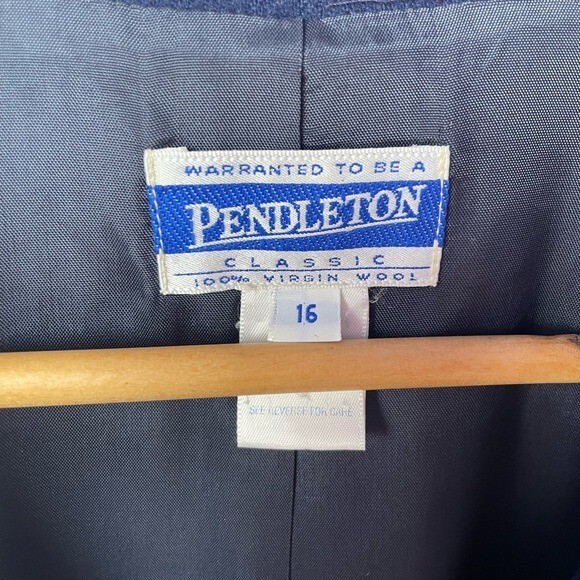 WARRANTED TO BE A
PENDLETON
CLASSIC
100% VIRGIN WOOL
16
SEE REVERSE FOR CARE